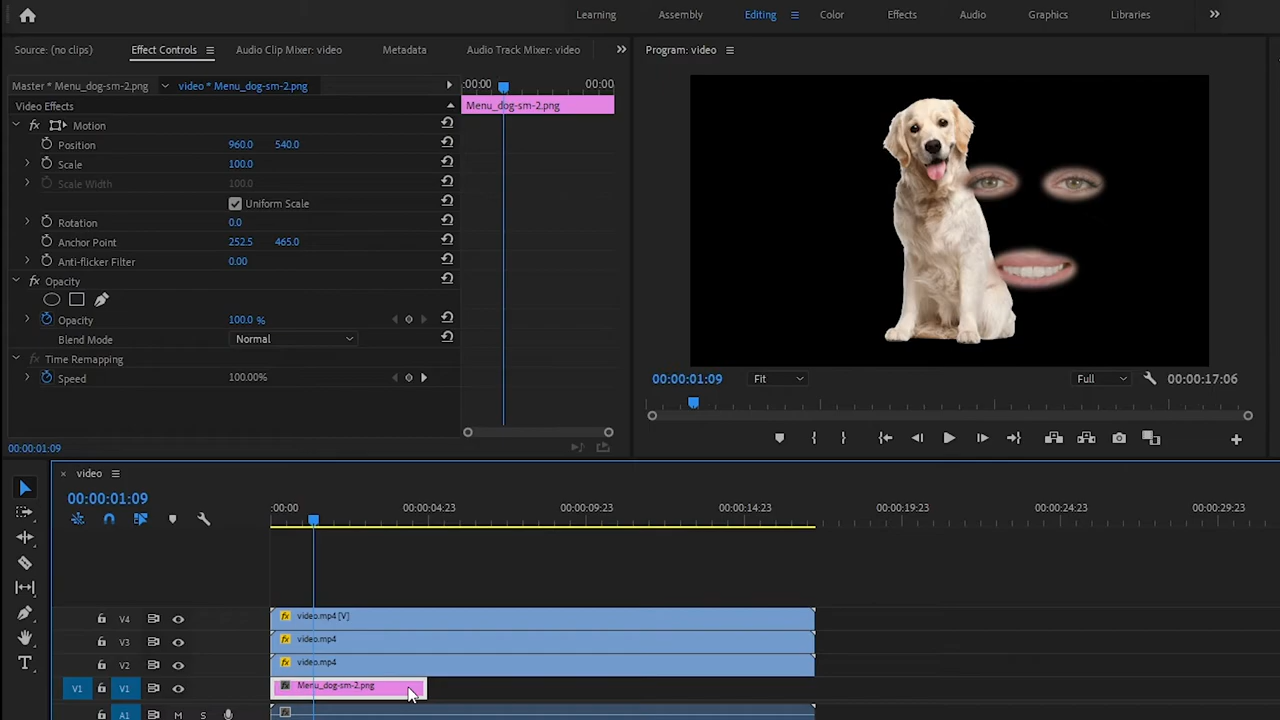 Learning Assembly Editing Color Effects Audio Graphics Libraries
Source: (no clips) Effect Controls Audio Clip Mixer: video Metadata Audio Track Mixer: video
Program: video
Master * Menu_dog-sm-2.png video * Menu_dog-sm-2.png
:00:00 00:00
Video Effects
Menu_dog-sm-2.png
fx Motion
Position 960.0 540.0
Scale 100.0
Scale Width 100.0
Uniform Scale
Rotation 0.0
Anchor Point 252.5 465.0
Anti-flicker Filter 0.00
fx Opacity
Opacity 100.0 %
Blend Mode Normal
fx Time Remapping
Speed 100.00%
00:00:01:09
00:00:01:09 Fit Full 00:00:17:06
video
00:00:01:09
:00:00 00:00:04:23 00:00:09:23 00:00:14:23 00:00:19:23 00:00:24:23 00:00:29:23
V4 fx video.mp4 [V]
V3 fx video.mp4
V2 fx video.mp4
V1 V1 fx Menu_dog-sm-2.png
A1 M S